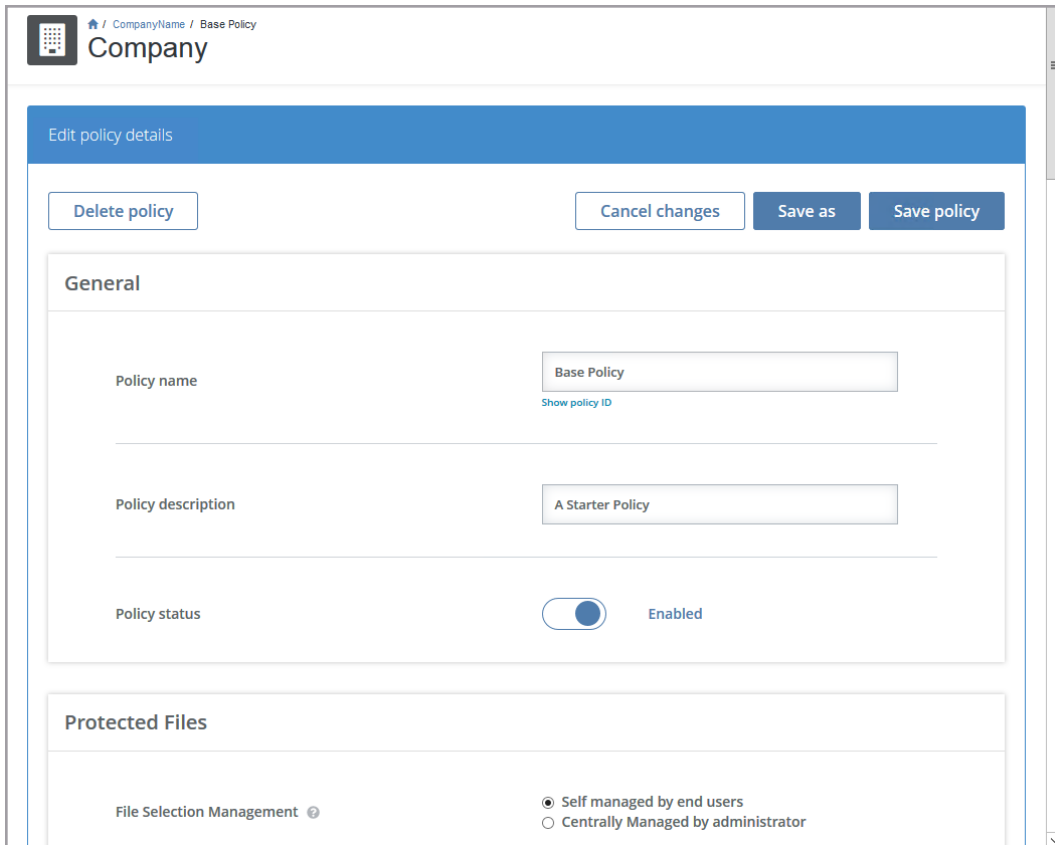 / CompanyName / Base Policy
Company
Edit policy details
Delete policy
Cancel changes
Save as
Save policy
General
Policy name
Base Policy
Show policy ID
Policy description
A Starter Policy
Policy status
Enabled
Protected Files
File Selection Management ?
Self managed by end users
Centrally Managed by administrator